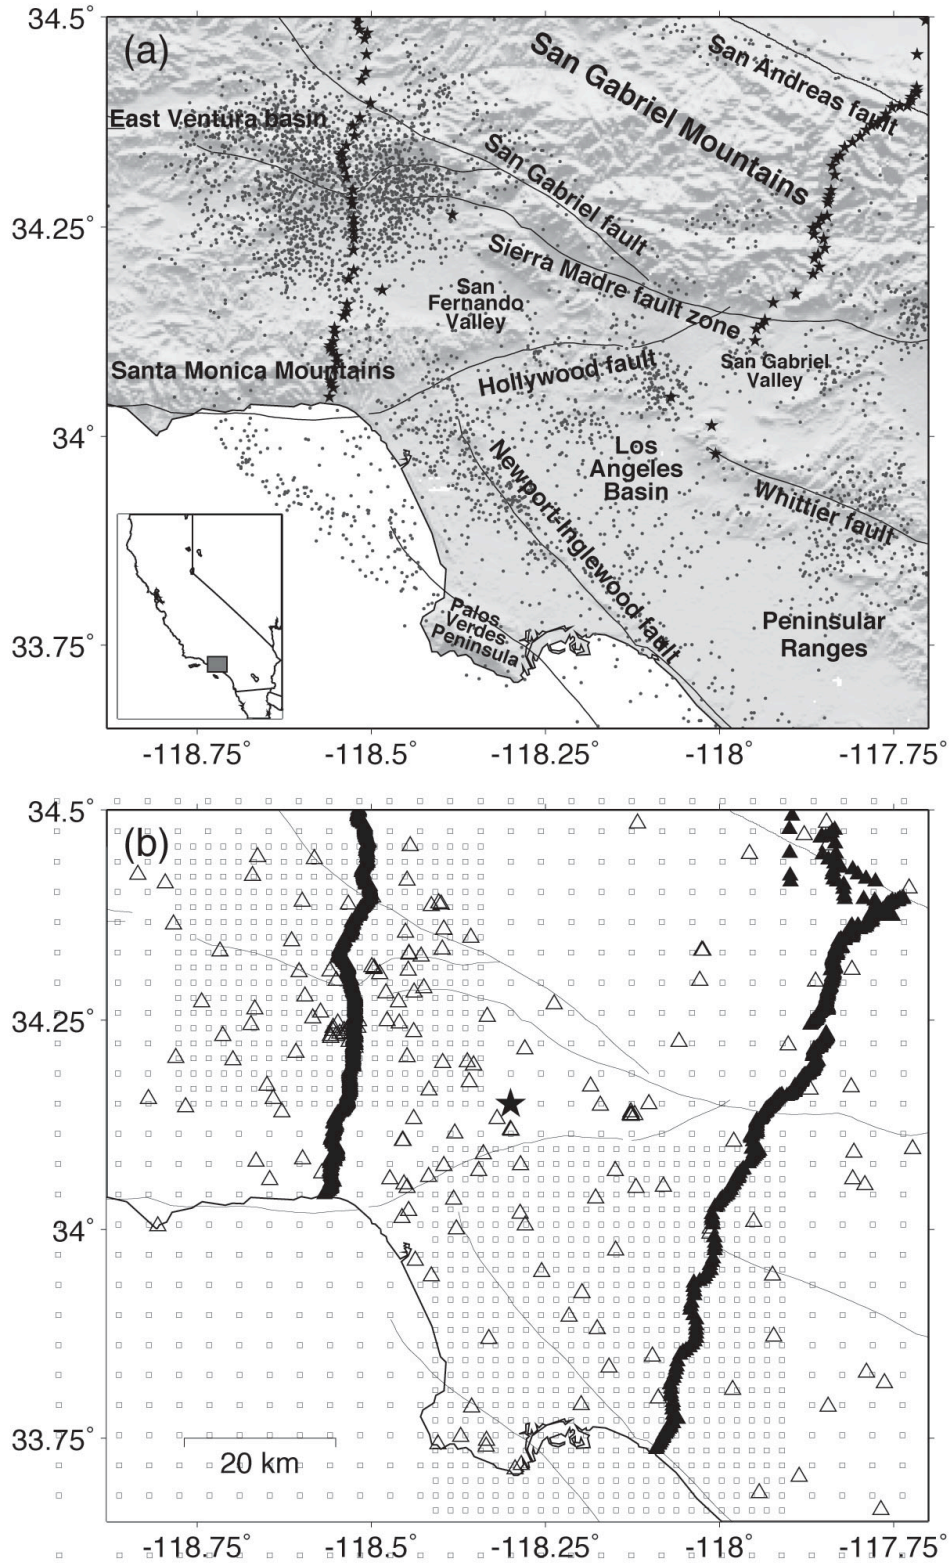 34.5°
(a)
San Andreas fault
San Gabriel Mountains
East Ventura basin
San Gabriel fault
34.25°
Sierra Madre fault zone
San
Fernando
Valley
San Gabriel
Valley
Santa Monica Mountains
Hollywood fault
34°
Los
Angeles
Basin
Newport-Inglewood fault
Whittier fault
Palos
Verdes
Peninsula
Peninsular
Ranges
33.75°
-118.75° -118.5° -118.25° -118° -117.75°
34.5°
(b)
34.25°
34°
33.75°
20 km
-118.75° -118.5° -118.25° -118° -117.75°